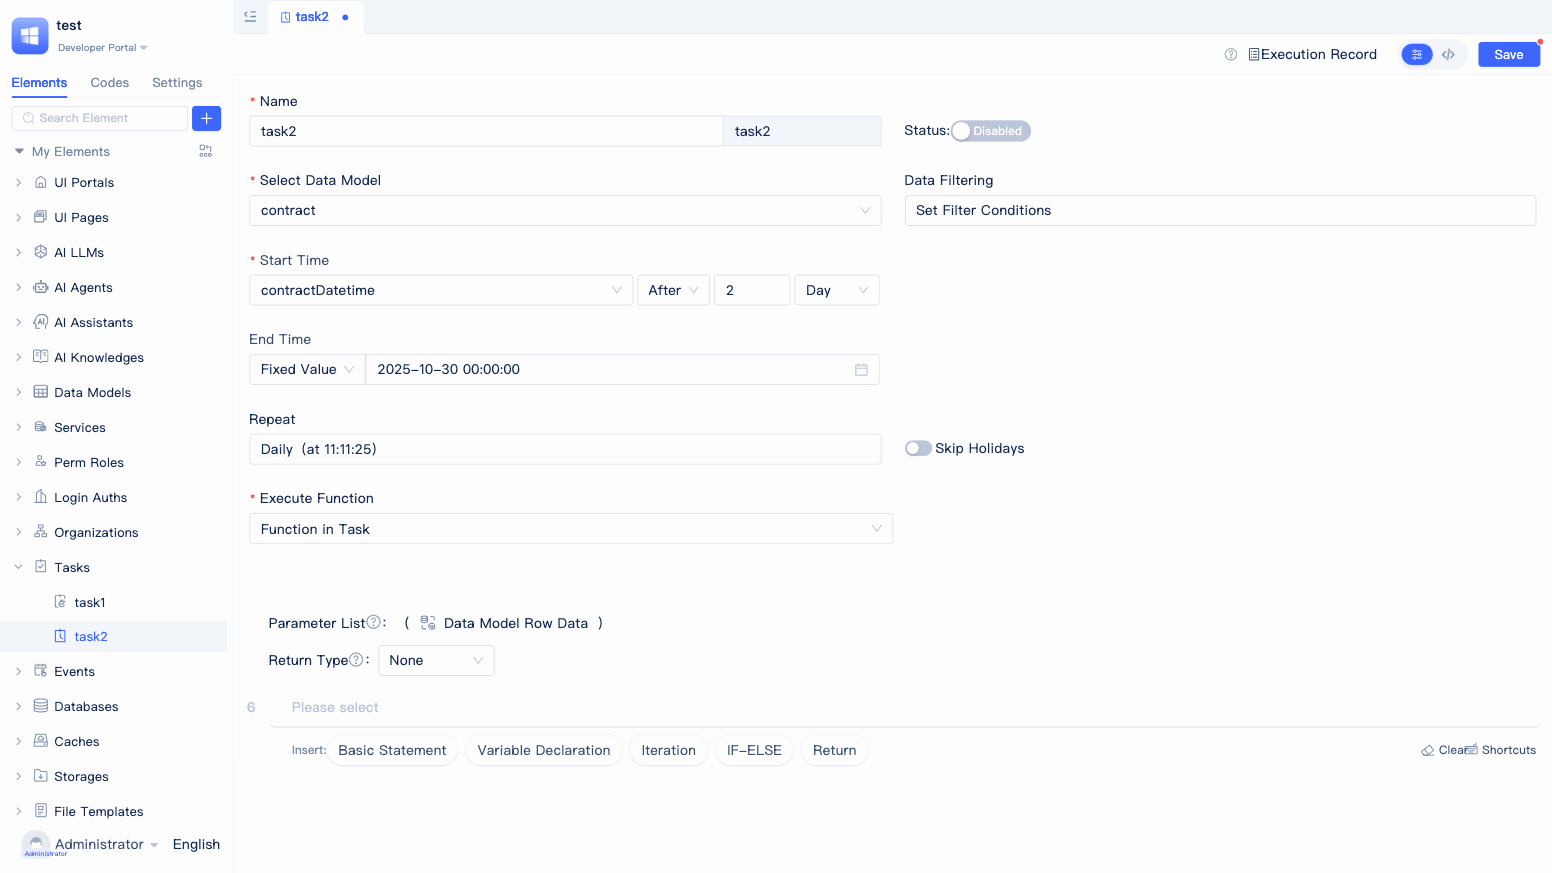 test
Developer Portal
Elements Codes Settings
Search Element
My Elements
UI Portals
UI Pages
AI LLMs
AI Agents
AI Assistants
AI Knowledges
Data Models
Services
Perm Roles
Login Auths
Organizations
Tasks
task1
task2
Events
Databases
Caches
Storages
File Templates
Administrator English
Administrator
task2
Execution Record Save
* Name
task2 task2
Status: Disabled
* Select Data Model
contract
Data Filtering
Set Filter Conditions
* Start Time
contractDatetime After 2 Day
End Time
Fixed Value 2025-10-30 00:00:00
Repeat
Daily (at 11:11:25)
Skip Holidays
* Execute Function
Function in Task
Parameter List : ( Data Model Row Data )
Return Type : None
6 Please select
Insert: Basic Statement Variable Declaration Iteration IF-ELSE Return
Clear Shortcuts